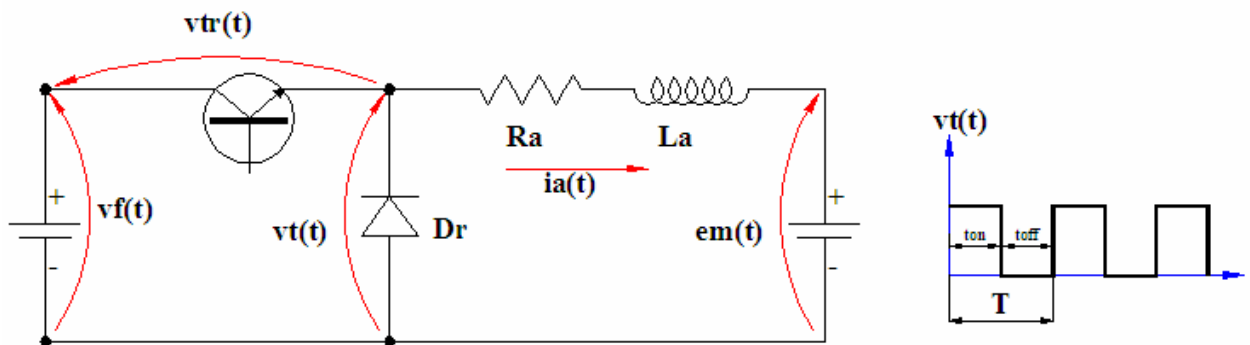 vtr(t)
Ra
La
ia(t)
+
vf(t)
-
vt(t)
Dr
em(t)
+
-
vt(t)
ton
toff
T